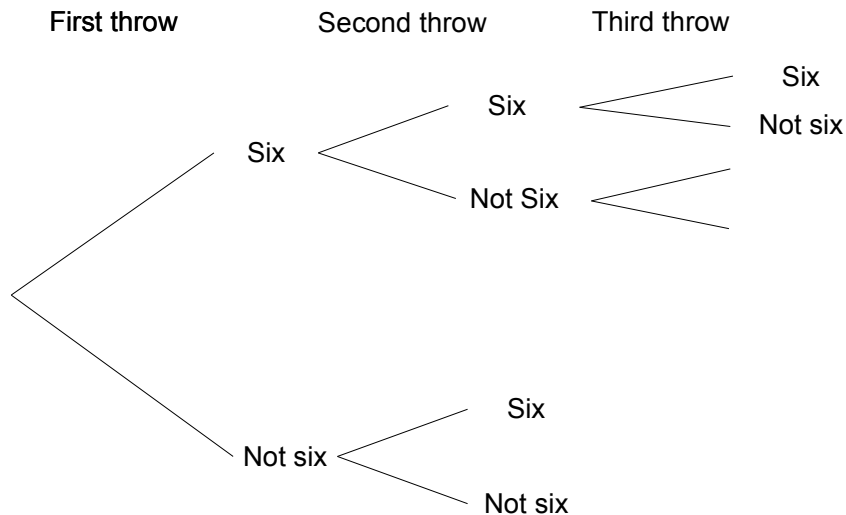 First throw Second throw Third throw
Six
Six
Not six
Six
Not Six
Six
Not six
Not six